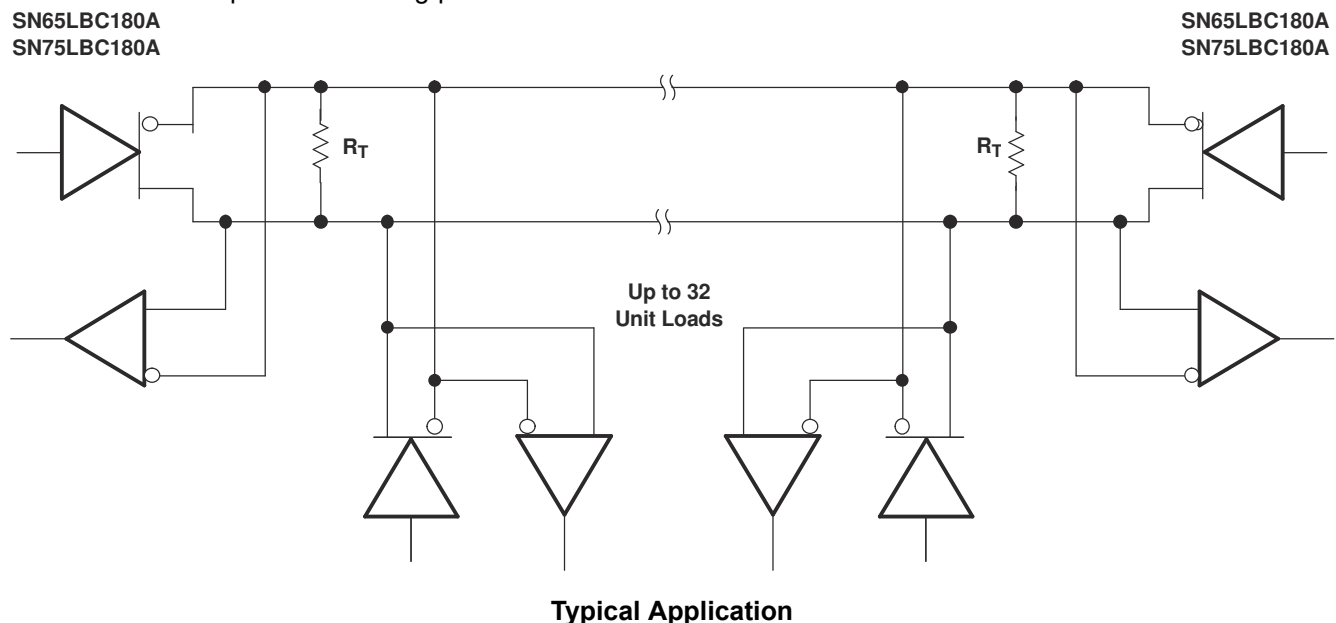 SN65LBC180A
SN75LBC180A
SN65LBC180A
SN75LBC180A
RT
RT
Up to 32
Unit Loads
Typical Application